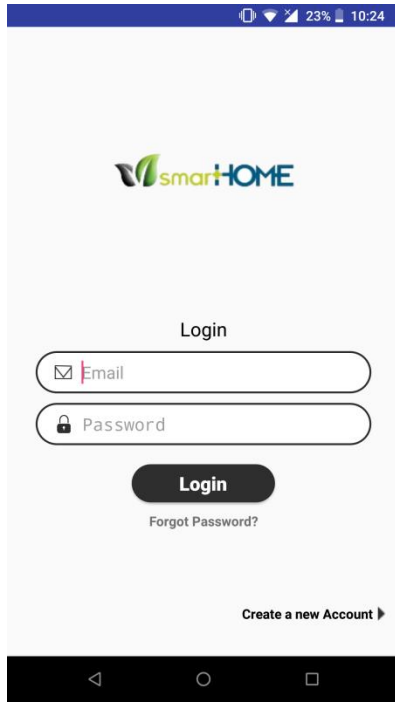 23% 10:24
smartHOME
Login
Email
Password
Login
Forgot Password?
Create a new Account